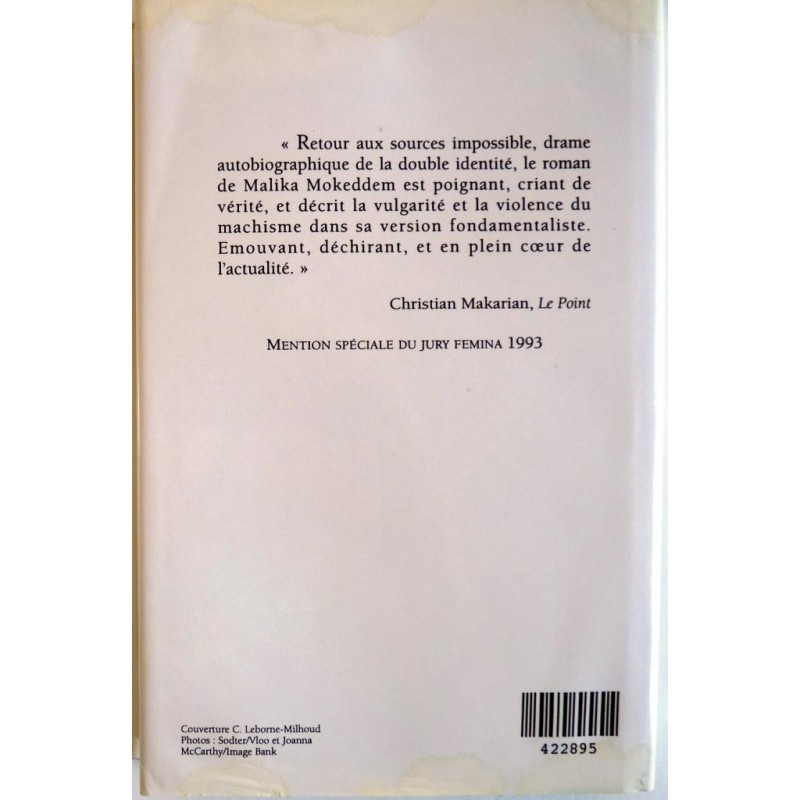 « Retour aux sources impossible, drame
autobiographique de la double identité, le roman
de Malika Mokeddem est poignant, criant de
vérité, et décrit la vulgarité et la violence du
machisme dans sa version fondamentaliste.
Emouvant, déchirant, et en plein cœur de
l'actualité. »
Christian Makarian, Le Point
MENTION SPÉCIALE DU JURY FEMINA 1993
Couverture C. Leborne-Milhoud
Photos : Sodter/Vloo et Joanna
McCarthy/Image Bank
422895